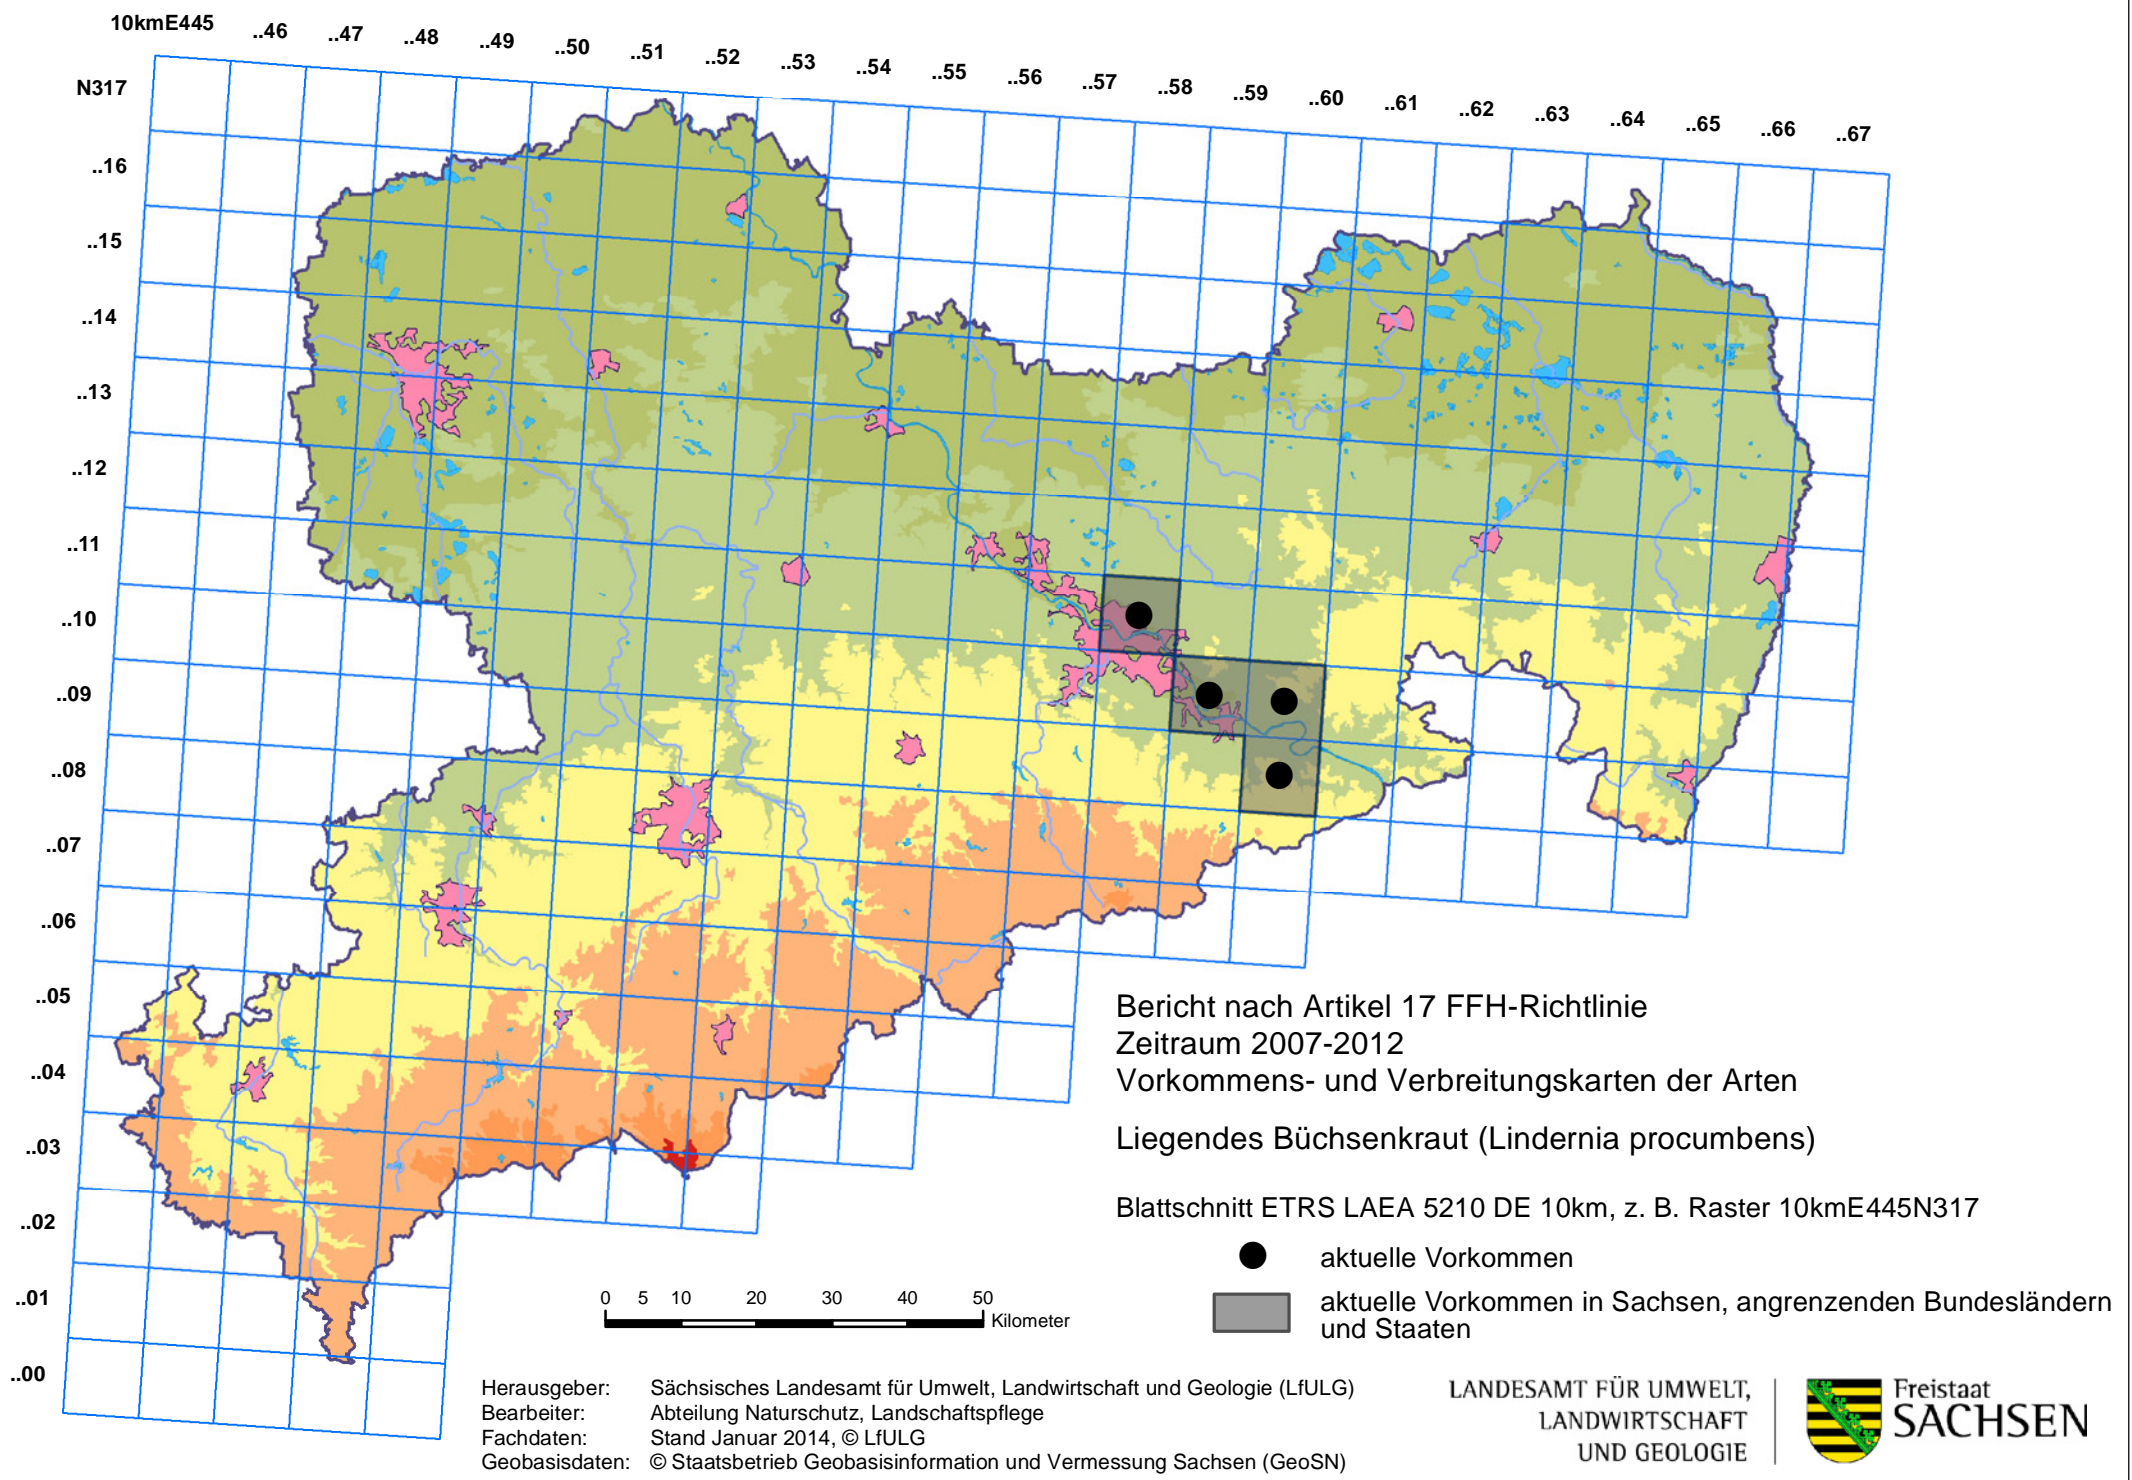 10kmE445 ..46 ..47 ..48 ..49 ..50 ..51 ..52 ..53 ..54 ..55 ..56 ..57 ..58 ..59 ..60 ..61 ..62 ..63 ..64 ..65 ..66 ..67
N317
..16
..15
..14
..13
..12
..11
..10
..09
..08
..07
..06
..05
..04
..03
..02
..01
..00
Bericht nach Artikel 17 FFH-Richtlinie
Zeitraum 2007-2012
Vorkommens- und Verbreitungskarten der Arten
Liegendes Büchsenkraut (Lindernia procumbens)
Blattschnitt ETRS LAEA 5210 DE 10km, z. B. Raster 10kmE445N317
aktuelle Vorkommen
aktuelle Vorkommen in Sachsen, angrenzenden Bundesländern
und Staaten
0 5 10 20 30 40 50
Kilometer
Herausgeber: Sächsisches Landesamt für Umwelt, Landwirtschaft und Geologie (LfULG)
Bearbeiter: Abteilung Naturschutz, Landschaftspflege
Fachdaten: Stand Januar 2014, © LfULG
Geobasisdaten: © Staatsbetrieb Geobasisinformation und Vermessung Sachsen (GeoSN)
LANDESAMT FÜR UMWELT,
LANDWIRTSCHAFT
UND GEOLOGIE
Freistaat
SACHSEN